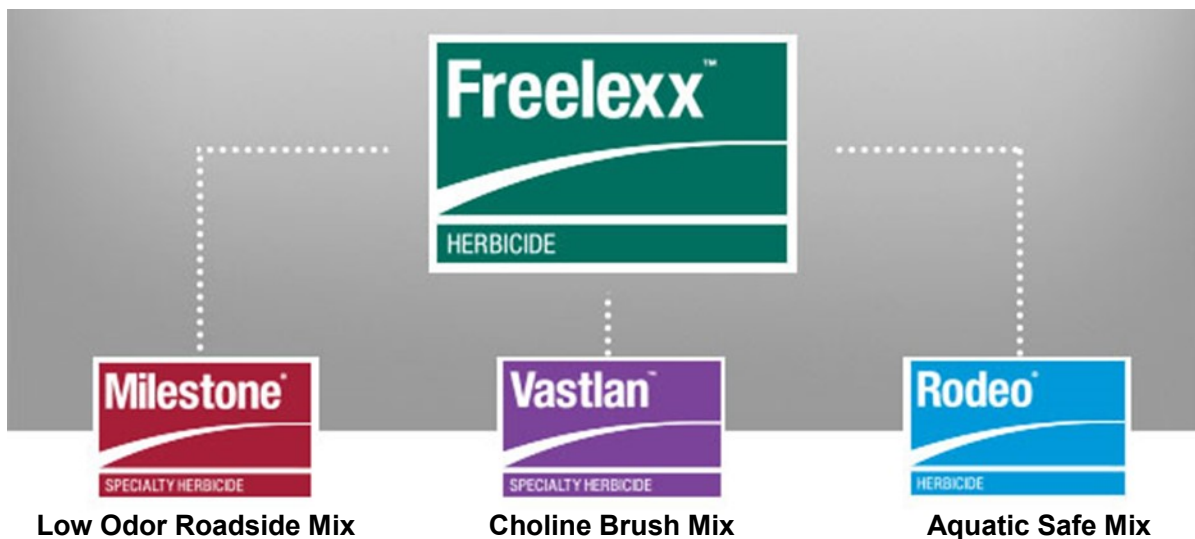 Freelexx™
HERBICIDE
Milestone®
SPECIALTY HERBICIDE
Vastlan™
SPECIALTY HERBICIDE
Rodeo®
HERBICIDE
Low Odor Roadside Mix
Choline Brush Mix
Aquatic Safe Mix